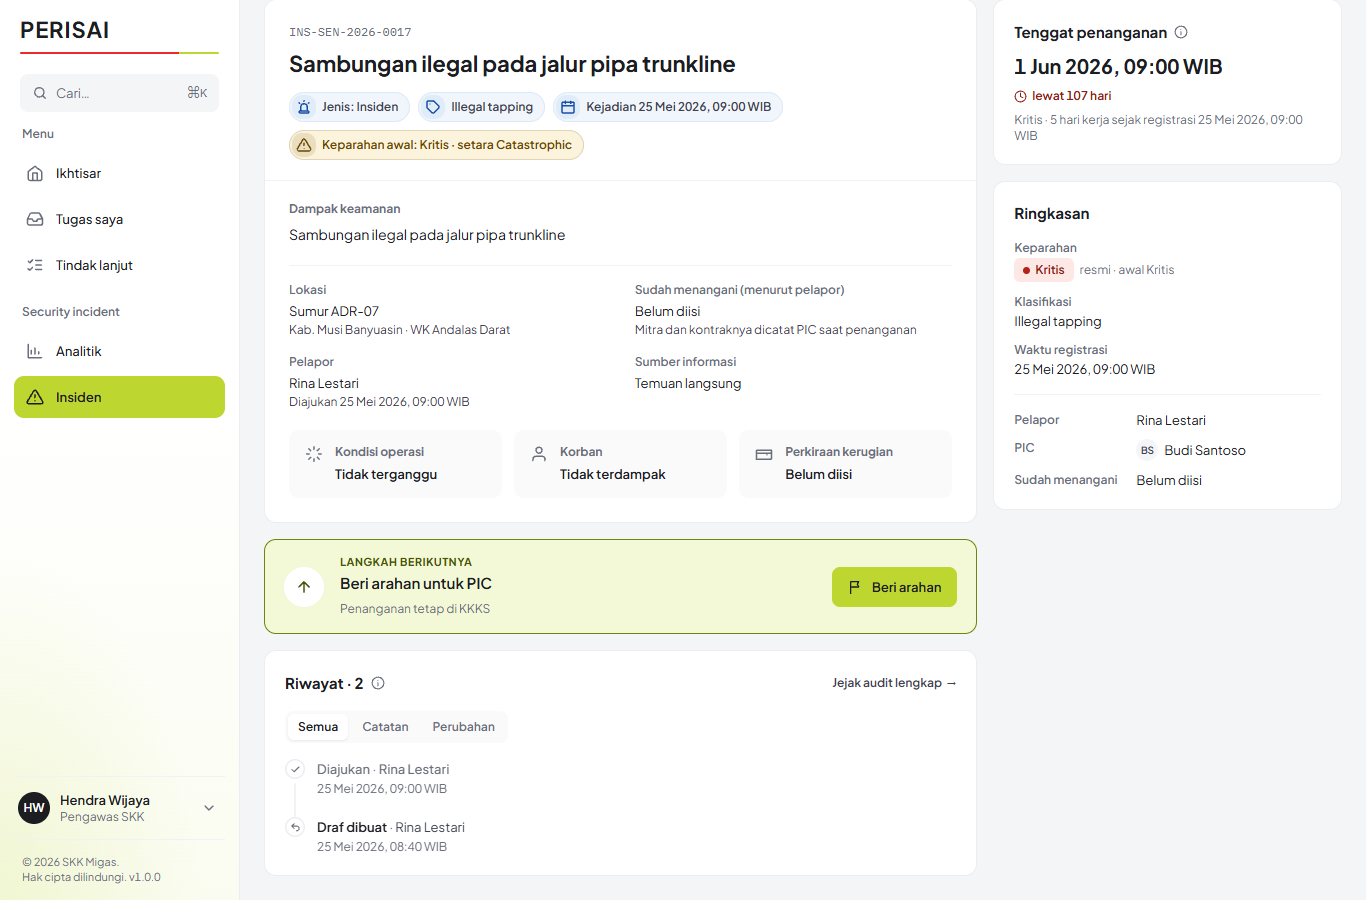 PERISAI
Cari...
⌘K
Menu
Ikhtisar
Tugas saya
Tindak lanjut
Security incident
Analitik
Insiden
HW
Hendra Wijaya
Pengawas SKK
© 2026 SKK Migas.
Hak cipta dilindungi. v1.0.0
INS-SEN-2026-0017
Sambungan ilegal pada jalur pipa trunkline
Jenis: Insiden
Illegal tapping
Kejadian 25 Mei 2026, 09:00 WIB
Keparahan awal: Kritis · setara Catastrophic
Dampak keamanan
Sambungan ilegal pada jalur pipa trunkline
Lokasi
Sumur ADR-07
Kab. Musi Banyuasin · WK Andalas Darat
Sudah menangani (menurut pelapor)
Belum diisi
Mitra dan kontraknya dicatat PIC saat penanganan
Pelapor
Rina Lestari
Diajukan 25 Mei 2026, 09:00 WIB
Sumber informasi
Temuan langsung
Kondisi operasi
Tidak terganggu
Korban
Tidak terdampak
Perkiraan kerugian
Belum diisi
LANGKAH BERIKUTNYA
Beri arahan untuk PIC
Penanganan tetap di KKKS
Beri arahan
Riwayat · 2
Jejak audit lengkap →
Semua
Catatan
Perubahan
Diajukan · Rina Lestari
25 Mei 2026, 09:00 WIB
Draf dibuat · Rina Lestari
25 Mei 2026, 08:40 WIB
Tenggat penanganan
1 Jun 2026, 09:00 WIB
lewat 107 hari
Kritis · 5 hari kerja sejak registrasi 25 Mei 2026, 09:00
WIB
Ringkasan
Keparahan
Kritis
resmi · awal Kritis
Klasifikasi
Illegal tapping
Waktu registrasi
25 Mei 2026, 09:00 WIB
Pelapor
Rina Lestari
PIC
BS
Budi Santoso
Sudah menangani
Belum diisi